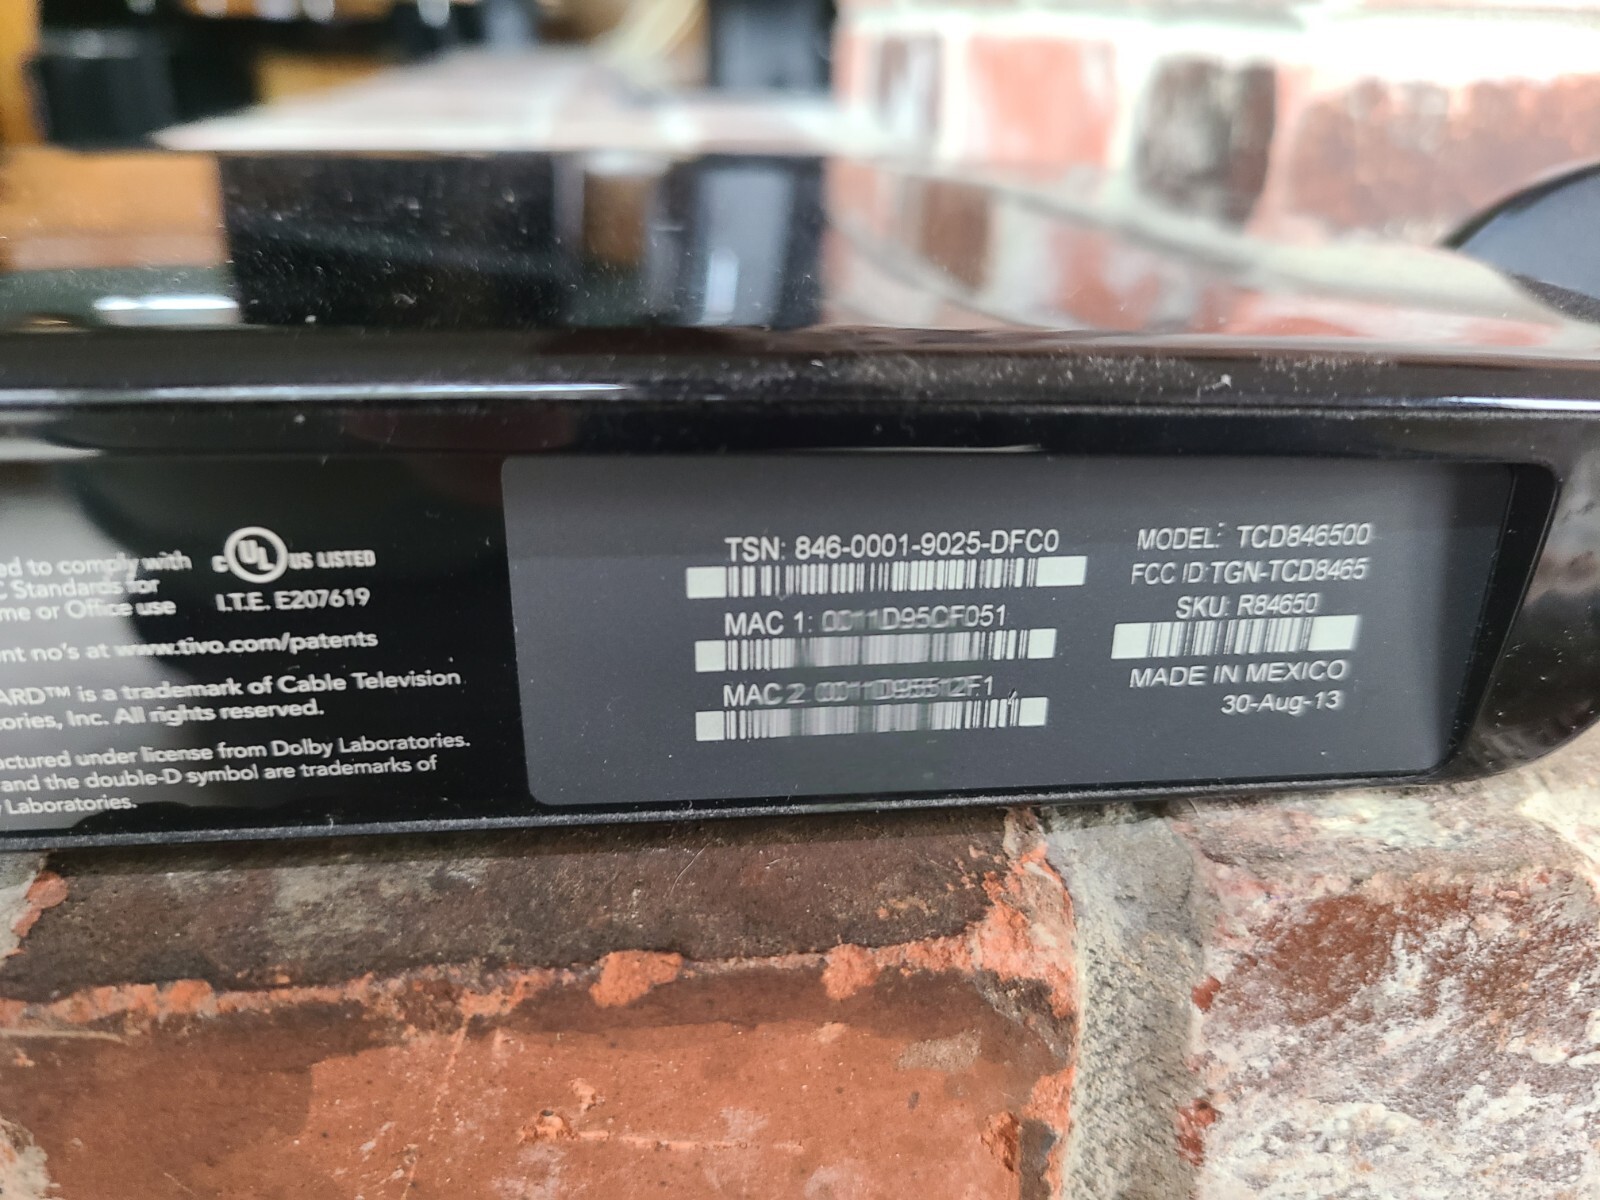 ed to comply with
C Standards for
me or Office use
c UL US LISTED
I.T.E. E207619
nt no's at www.tivo.com/patents
ARD™ is a trademark of Cable Television
tories, Inc. All rights reserved.
actured under license from Dolby Laboratories.
and the double-D symbol are trademarks of
Laboratories.
TSN: 846-0001-9025-DFC0
MAC 1: 0011D95CF051
MAC 2:
MODEL: TCD846500
FCC ID:TGN-TCD8465
SKU: R84650
MADE IN MEXICO
30-Aug-13